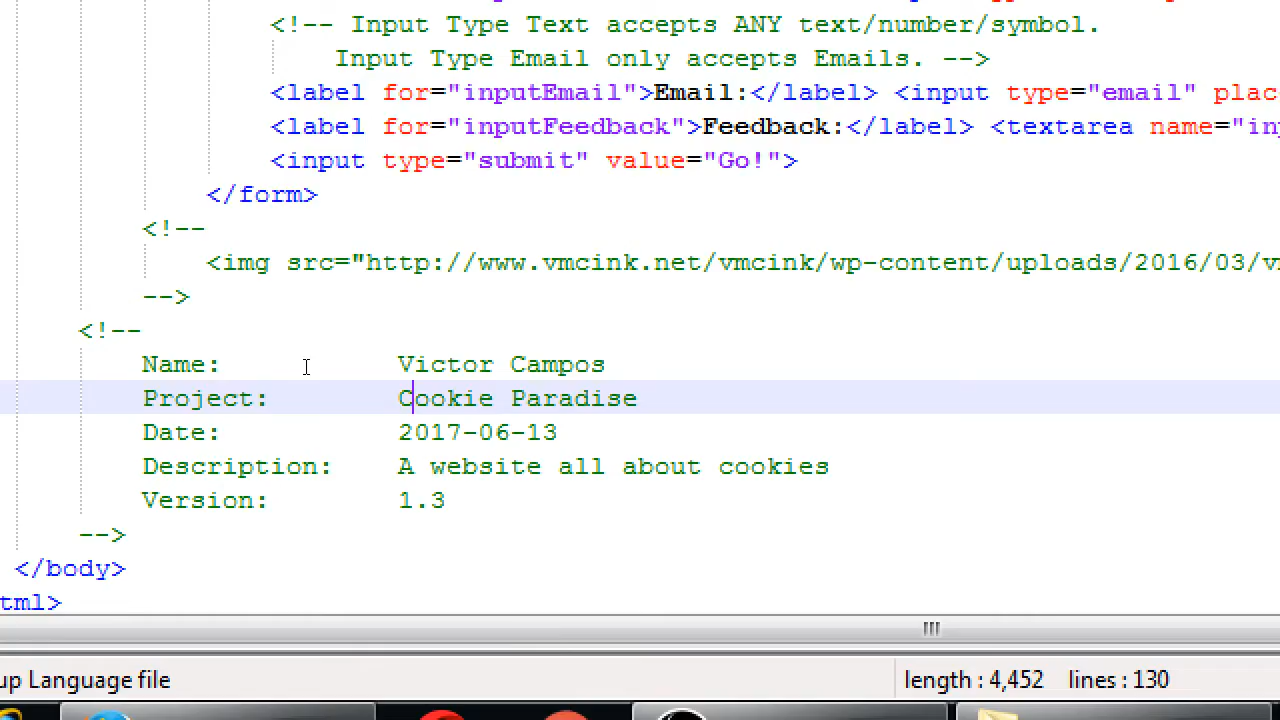 <!-- Input Type Text accepts ANY text/number/symbol.
Input Type Email only accepts Emails. -->
<label for="inputEmail">Email:</label> <input type="email" plac
<label for="inputFeedback">Feedback:</label> <textarea name="in
<input type="submit" value="Go!">
</form>
<!--
<img src="http://www.vmcink.net/vmcink/wp-content/uploads/2016/03/v
-->
<!--
Name: Victor Campos
Project: Cookie Paradise
Date: 2017-06-13
Description: A website all about cookies
Version: 1.3
-->
</body>
tml>
up Language file length : 4,452 lines : 130